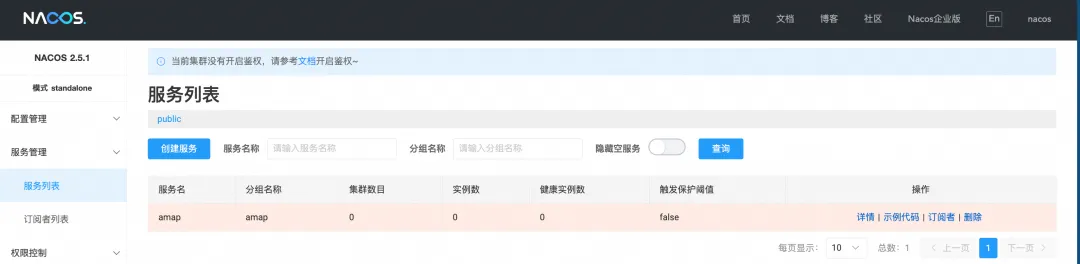 NACOS. 首页 文档 博客 社区 Nacos企业版 En nacos
NACOS 2.5.1
当前集群没有开启鉴权，请参考文档开启鉴权~
模式 standalone
服务列表
配置管理
public
服务管理
创建服务 服务名称 请输入服务名称 分组名称 请输入分组名称 隐藏空服务 查询
服务列表
服务名 分组名称 集群数目 实例数 健康实例数 触发保护阈值 操作
订阅者列表
amap amap 0 0 0 false 详情 | 示例代码 | 订阅者 | 删除
权限控制
每页显示： 10 总数：1 < 上一页 1 下一页 >